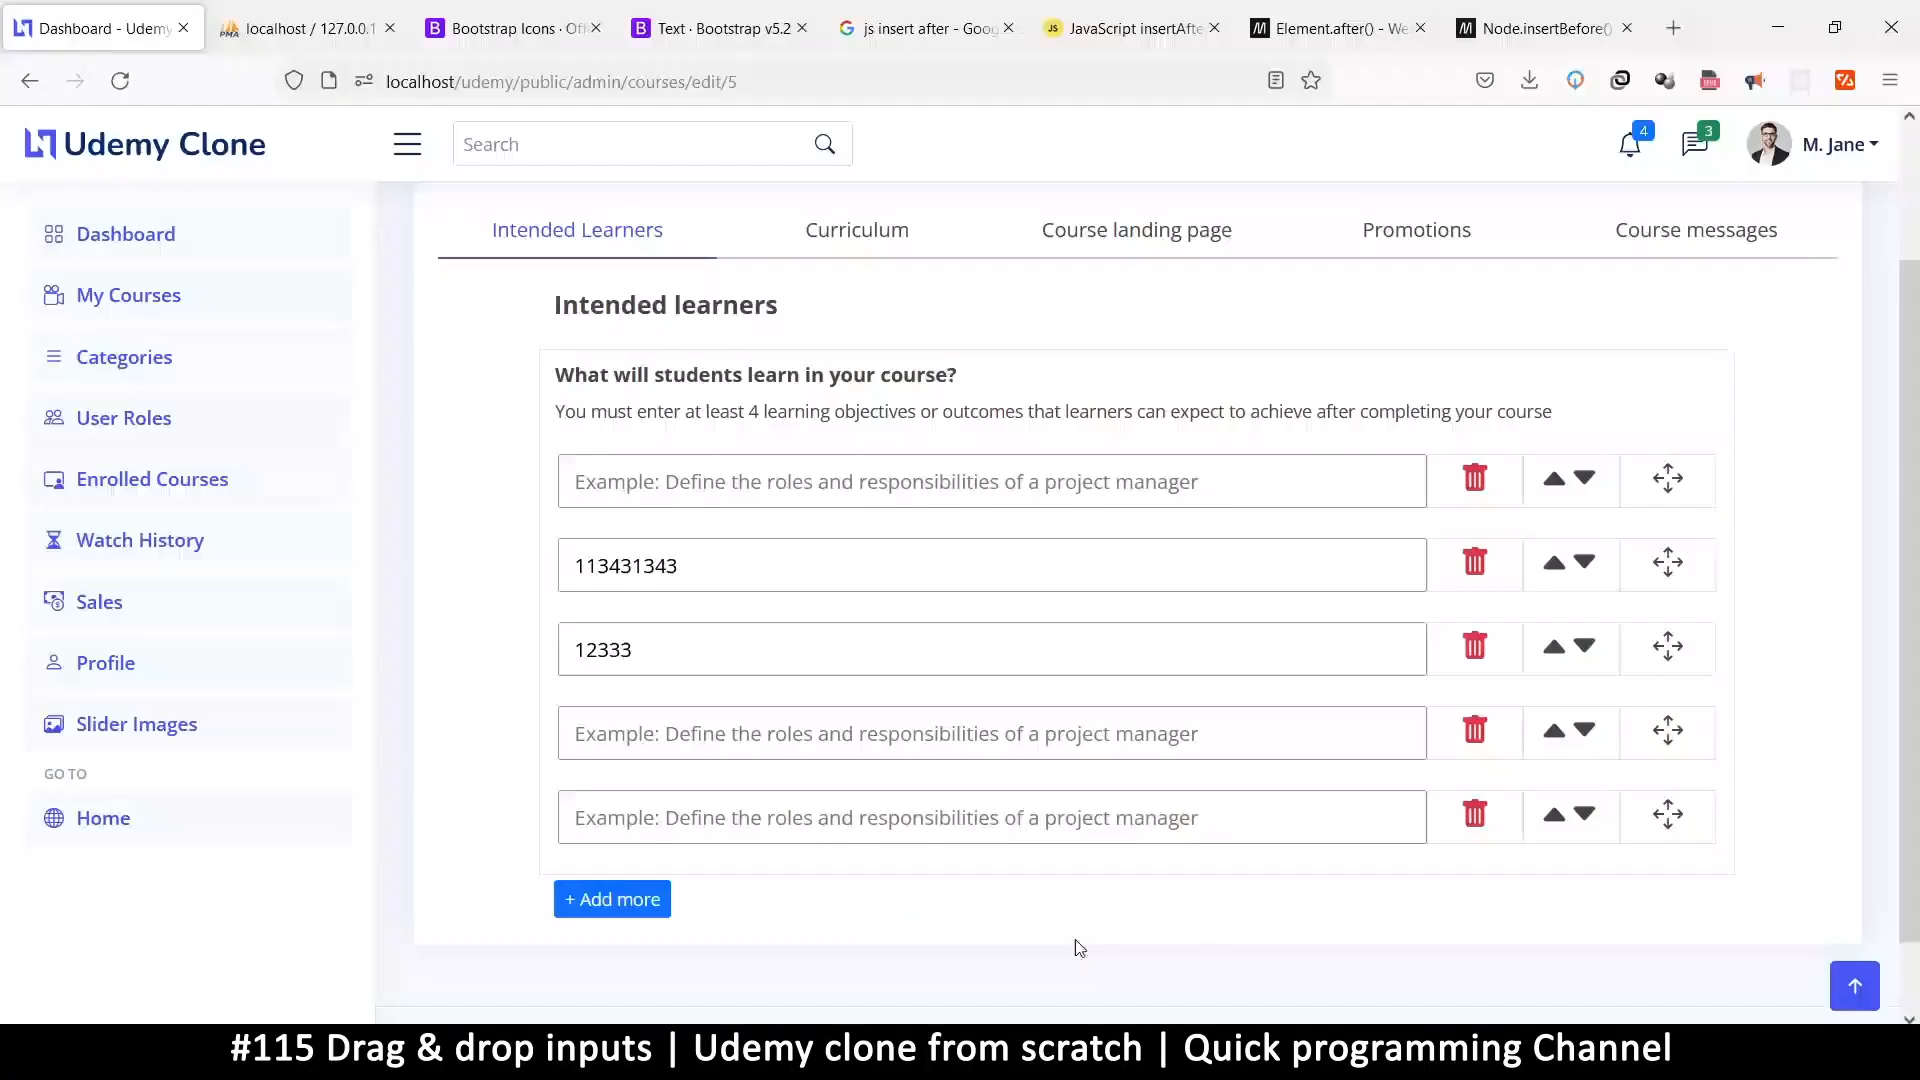 Dashboard - Udemy
localhost / 127.0.0.1
Bootstrap Icons · Offi
Text · Bootstrap v5.2
js insert after - Goog
JavaScript insertAfte
Element.after() - We
Node.insertBefore()
localhost/udemy/public/admin/courses/edit/5
Udemy Clone
Search
4
3
M. Jane
Dashboard
My Courses
Categories
User Roles
Enrolled Courses
Watch History
Sales
Profile
Slider Images
GO TO
Home
Intended Learners
Curriculum
Course landing page
Promotions
Course messages
Intended learners
What will students learn in your course?
You must enter at least 4 learning objectives or outcomes that learners can expect to achieve after completing your course
Example: Define the roles and responsibilities of a project manager
113431343
12333
Example: Define the roles and responsibilities of a project manager
Example: Define the roles and responsibilities of a project manager
+ Add more
#115 Drag & drop inputs | Udemy clone from scratch | Quick programming Channel